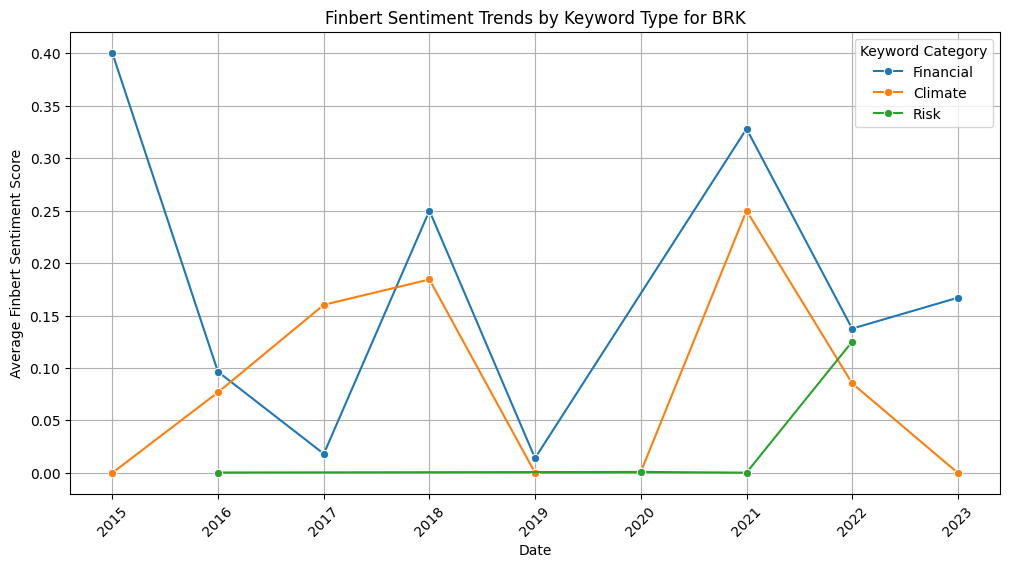 Finbert Sentiment Trends by Keyword Type for BRK
Keyword Category
Financial
Climate
Risk
Average Finbert Sentiment Score
0.40
0.35
0.30
0.25
0.20
0.15
0.10
0.05
0.00
2015
2016
2017
2018
2019
2020
2021
2022
2023
Date